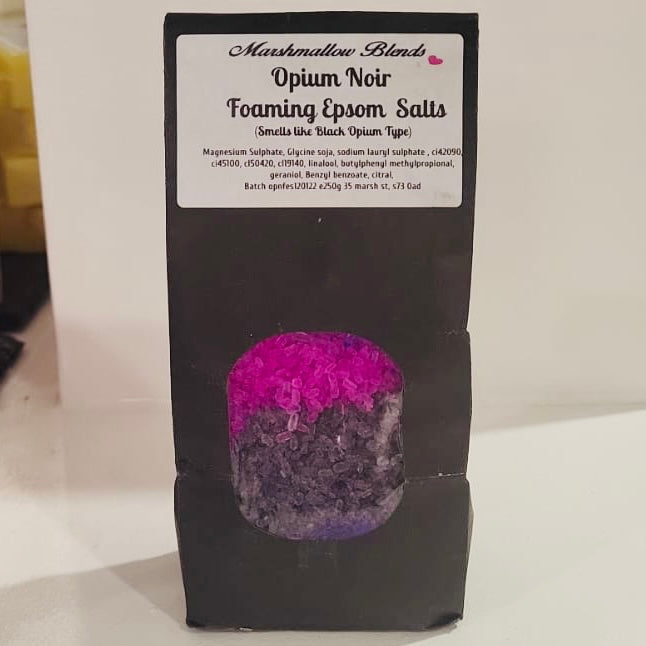 Marshmallow Blends
Opium Noir
Foaming Epsom Salts
(Smells like Black Opium Type)
Magnesium Sulphate, Glycine soja, sodium lauryl sulphate , ci42090,
ci45100, ci50420, ci19140, linalool, butylphenyl methylpropional,
geraniol, Benzyl benzoate, citral,
Batch opnfes120122 e250g 35 marsh st, s73 0ad